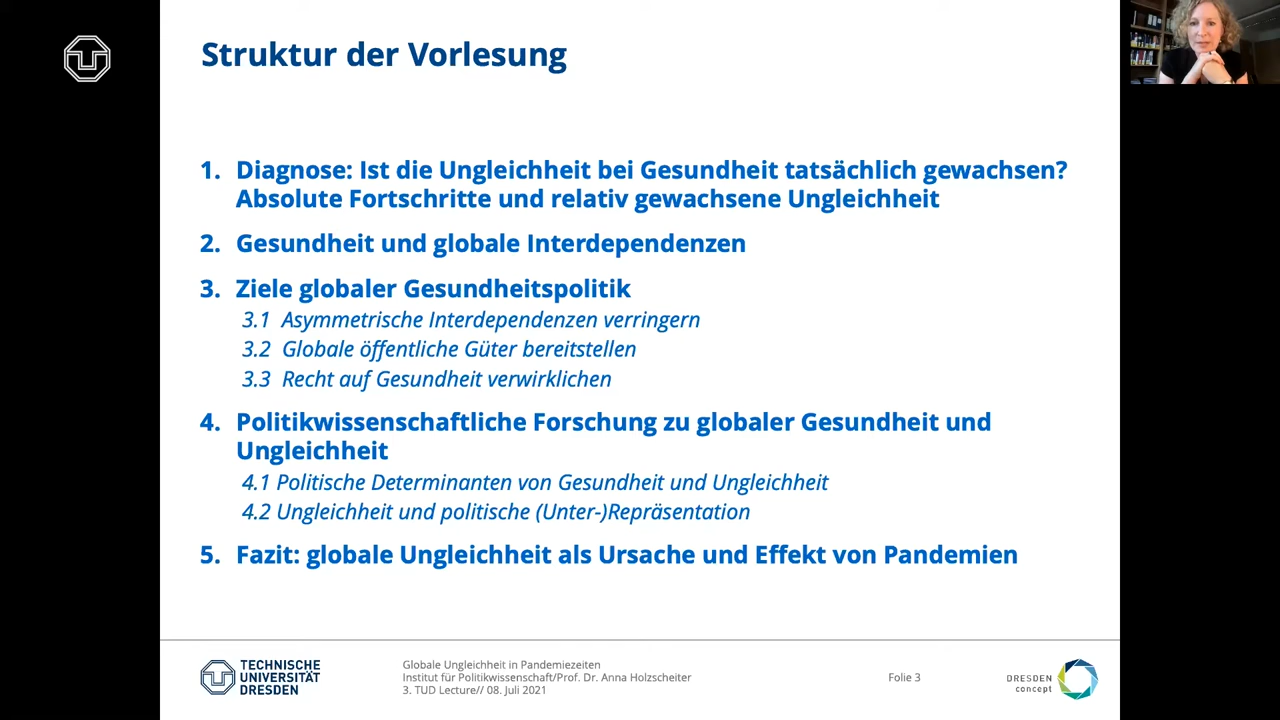 Struktur der Vorlesung
1. Diagnose: Ist die Ungleichheit bei Gesundheit tatsächlich gewachsen?
Absolute Fortschritte und relativ gewachsene Ungleichheit
2. Gesundheit und globale Interdependenzen
3. Ziele globaler Gesundheitspolitik
3.1 Asymmetrische Interdependenzen verringern
3.2 Globale öffentliche Güter bereitstellen
3.3 Recht auf Gesundheit verwirklichen
4. Politikwissenschaftliche Forschung zu globaler Gesundheit und
Ungleichheit
4.1 Politische Determinanten von Gesundheit und Ungleichheit
4.2 Ungleichheit und politische (Unter-)Repräsentation
5. Fazit: globale Ungleichheit als Ursache und Effekt von Pandemien
TECHNISCHE
UNIVERSITÄT
DRESDEN
Globale Ungleichheit in Pandemiezeiten
Institut für Politikwissenschaft/Prof. Dr. Anna Holzscheiter
3. TUD Lecture// 08. Juli 2021
Folie 3
DRESDEN
concept